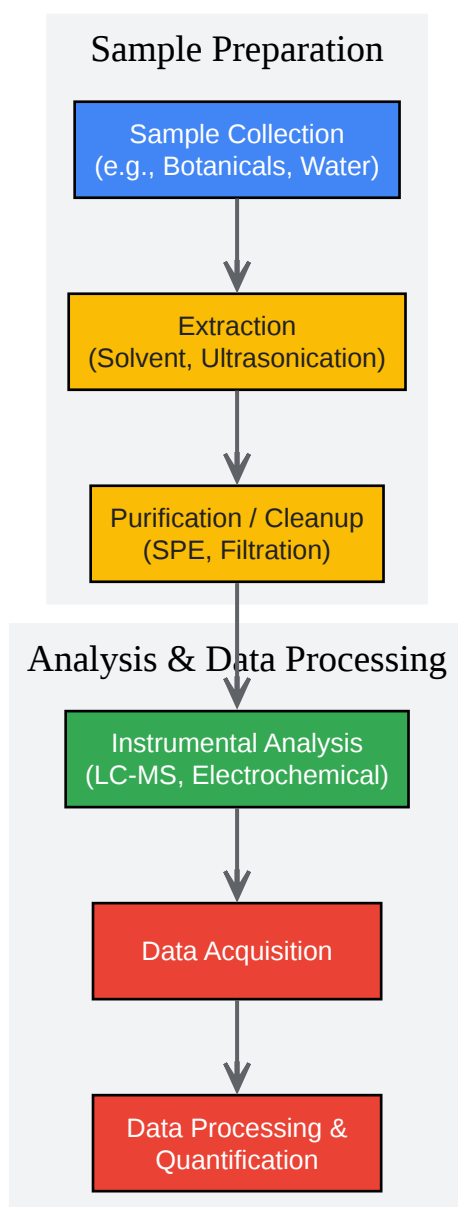 Sample Preparation
Sample Collection
(e.g., Botanicals, Water)
Extraction
(Solvent, Ultrasonication)
Purification / Cleanup
(SPE, Filtration)
Analysis & Data Processing
Instrumental Analysis
(LC-MS, Electrochemical)
Data Acquisition
Data Processing &
Quantification